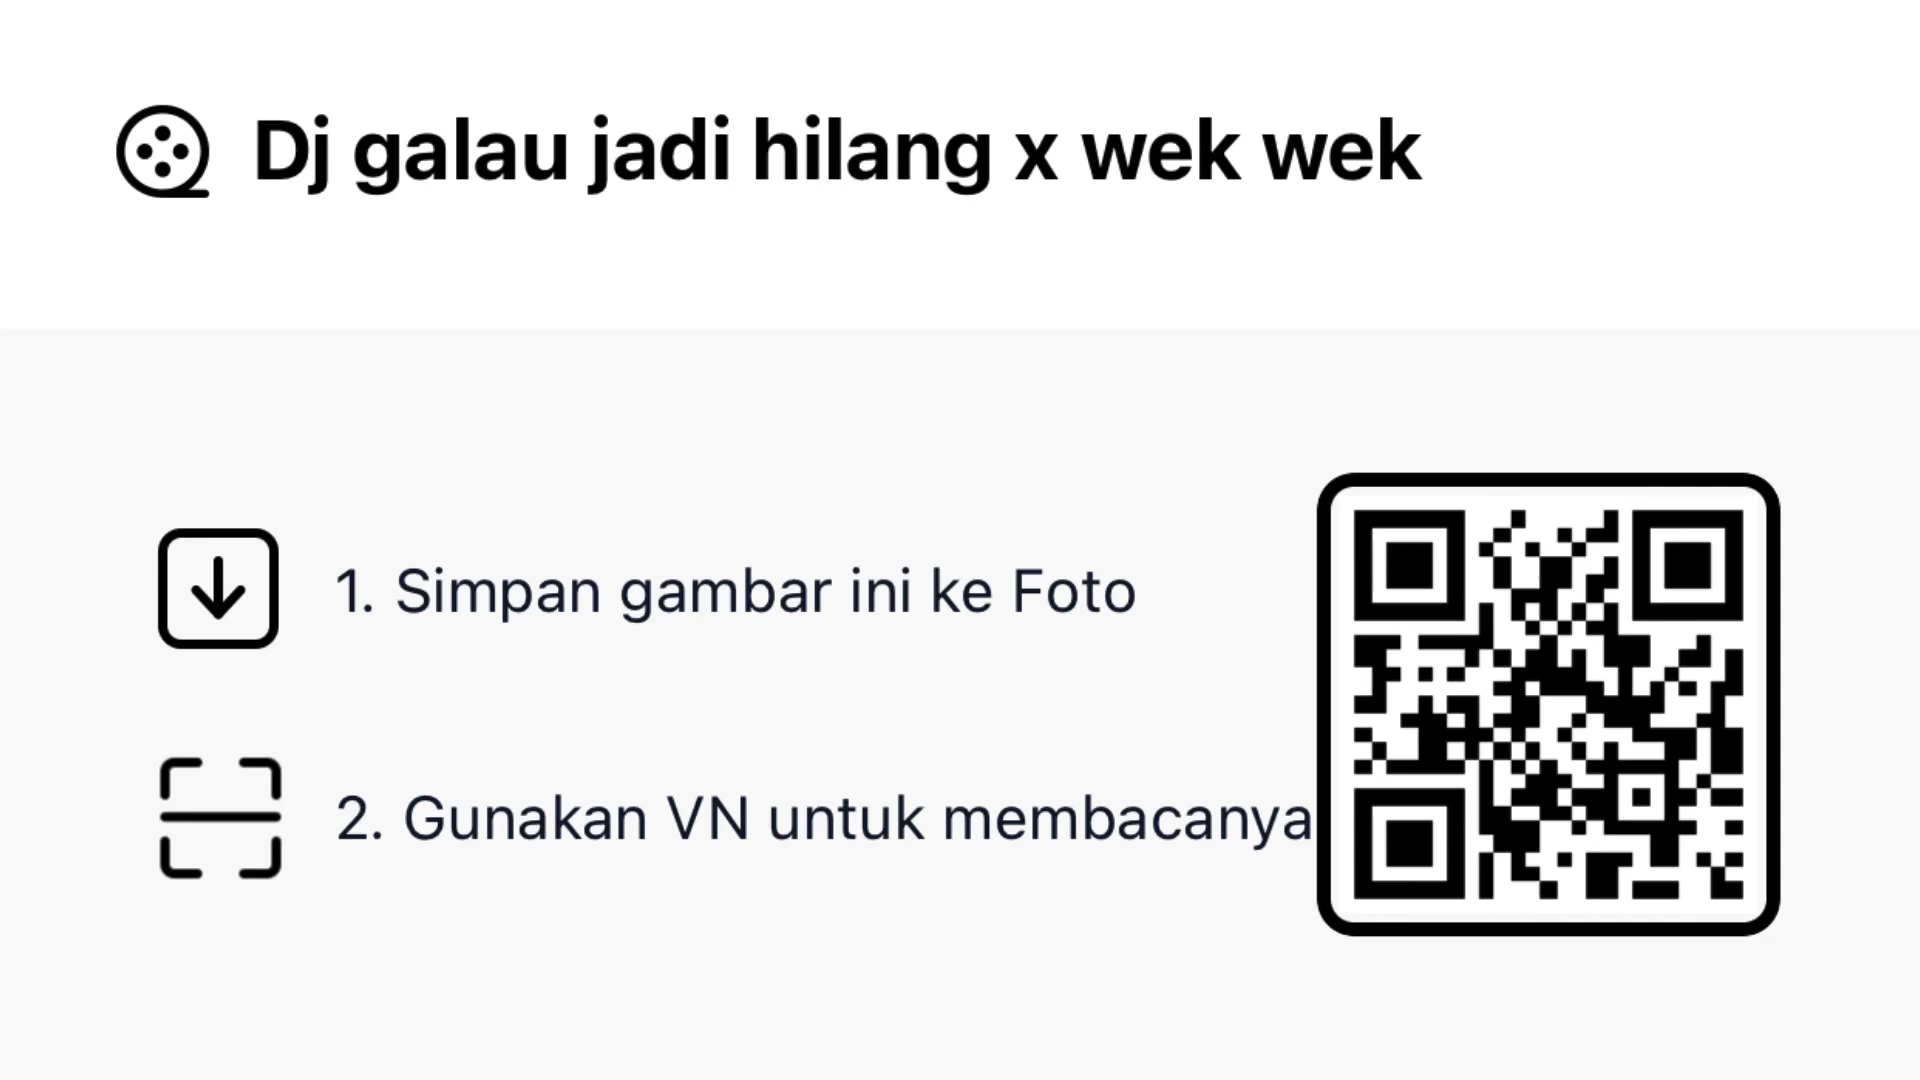 Dj galau jadi hilang x wek wek
1. Simpan gambar ini ke Foto
2. Gunakan VN untuk membacanya